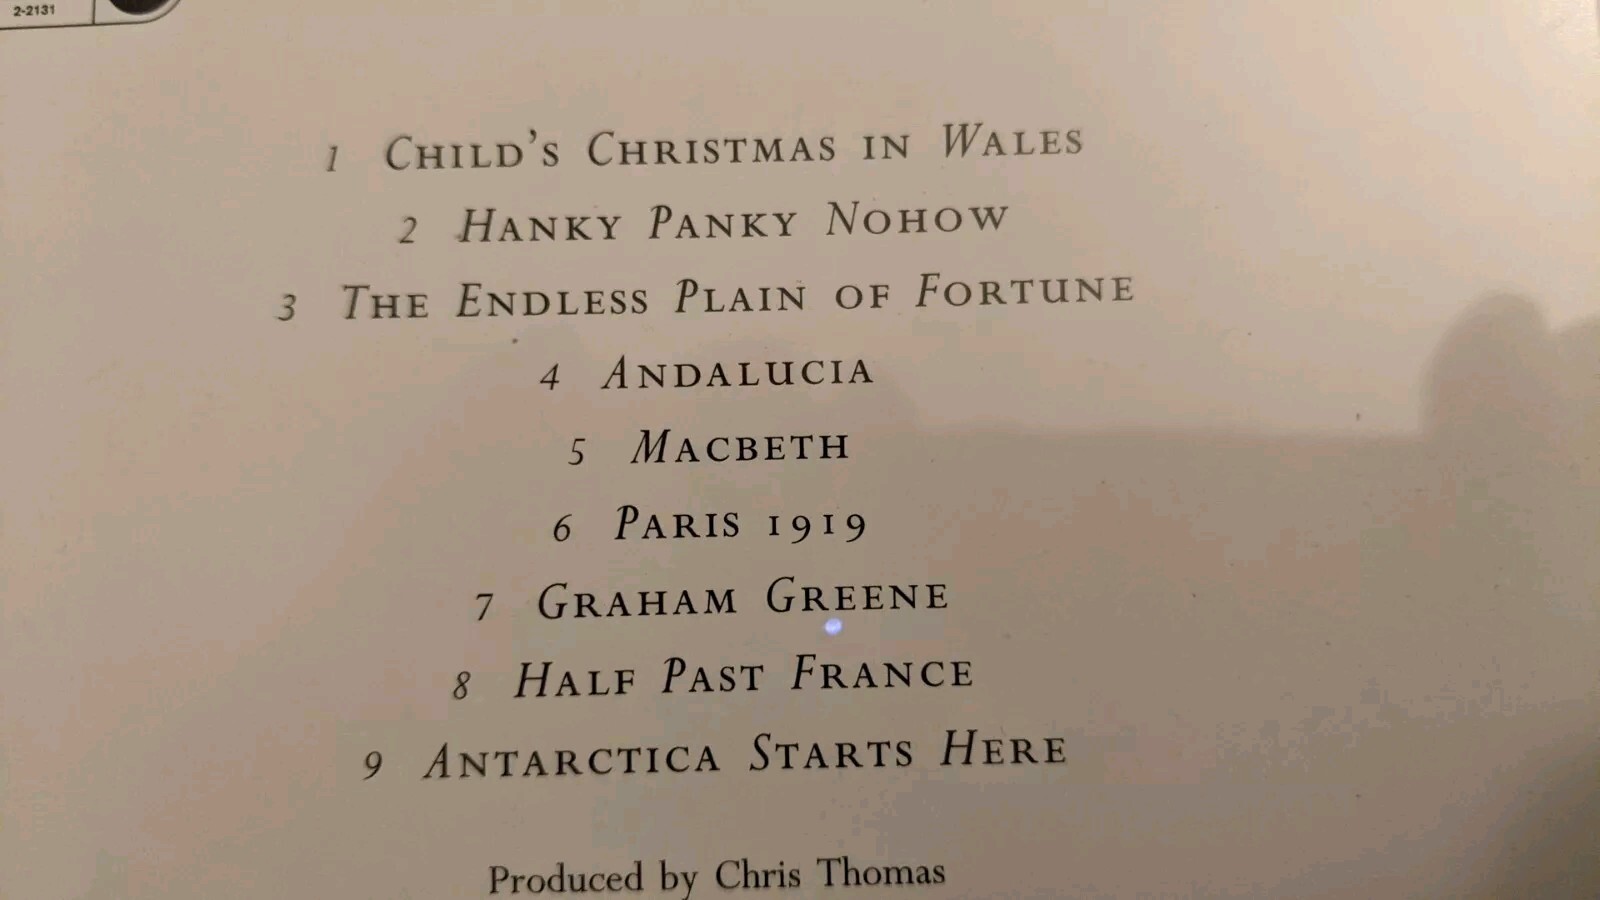 2-2131
1 CHILD'S CHRISTMAS IN WALES
2 HANKY PANKY NOHOW
3 THE ENDLESS PLAIN OF FORTUNE
4 ANDALUCIA
5 MACBETH
6 PARIS 1919
7 GRAHAM GREENE
8 HALF PAST FRANCE
9 ANTARCTICA STARTS HERE
Produced by Chris Thomas